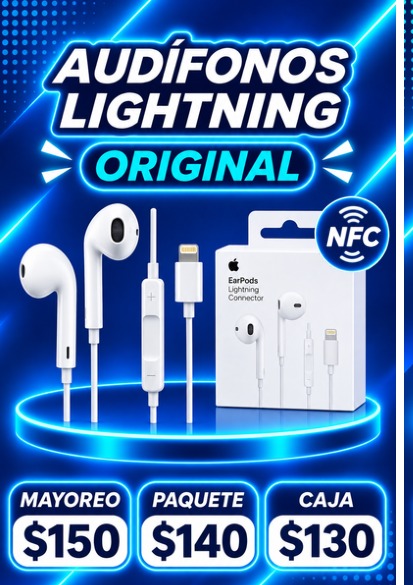 AUDÍFONOS
LIGHTNING
ORIGINAL
NFC
EarPods
Lightning
Connector
MAYOREO
$150
PAQUETE
$140
CAJA
$130